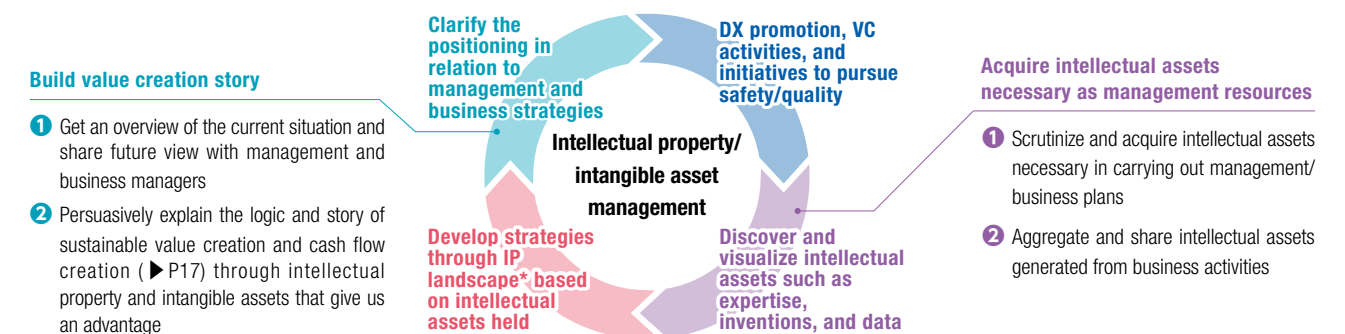 Build value creation story
❶ Get an overview of the current situation and
share future view with management and
business managers
❷ Persuasively explain the logic and story of
sustainable value creation and cash flow
creation (▶P17) through intellectual
property and intangible assets that give us
an advantage
Clarify the
positioning in
relation to
management and
business strategies
DX promotion, VC
activities, and
initiatives to pursue
safety/quality
Intellectual property/
intangible asset
management
Develop strategies
through IP
landscape* based
on intellectual
assets held
Discover and
visualize intellectual
assets such as
expertise,
inventions, and data
Acquire intellectual assets
necessary as management resources
❶ Scrutinize and acquire intellectual assets
necessary in carrying out management/
business plans
❷ Aggregate and share intellectual assets
generated from business activities